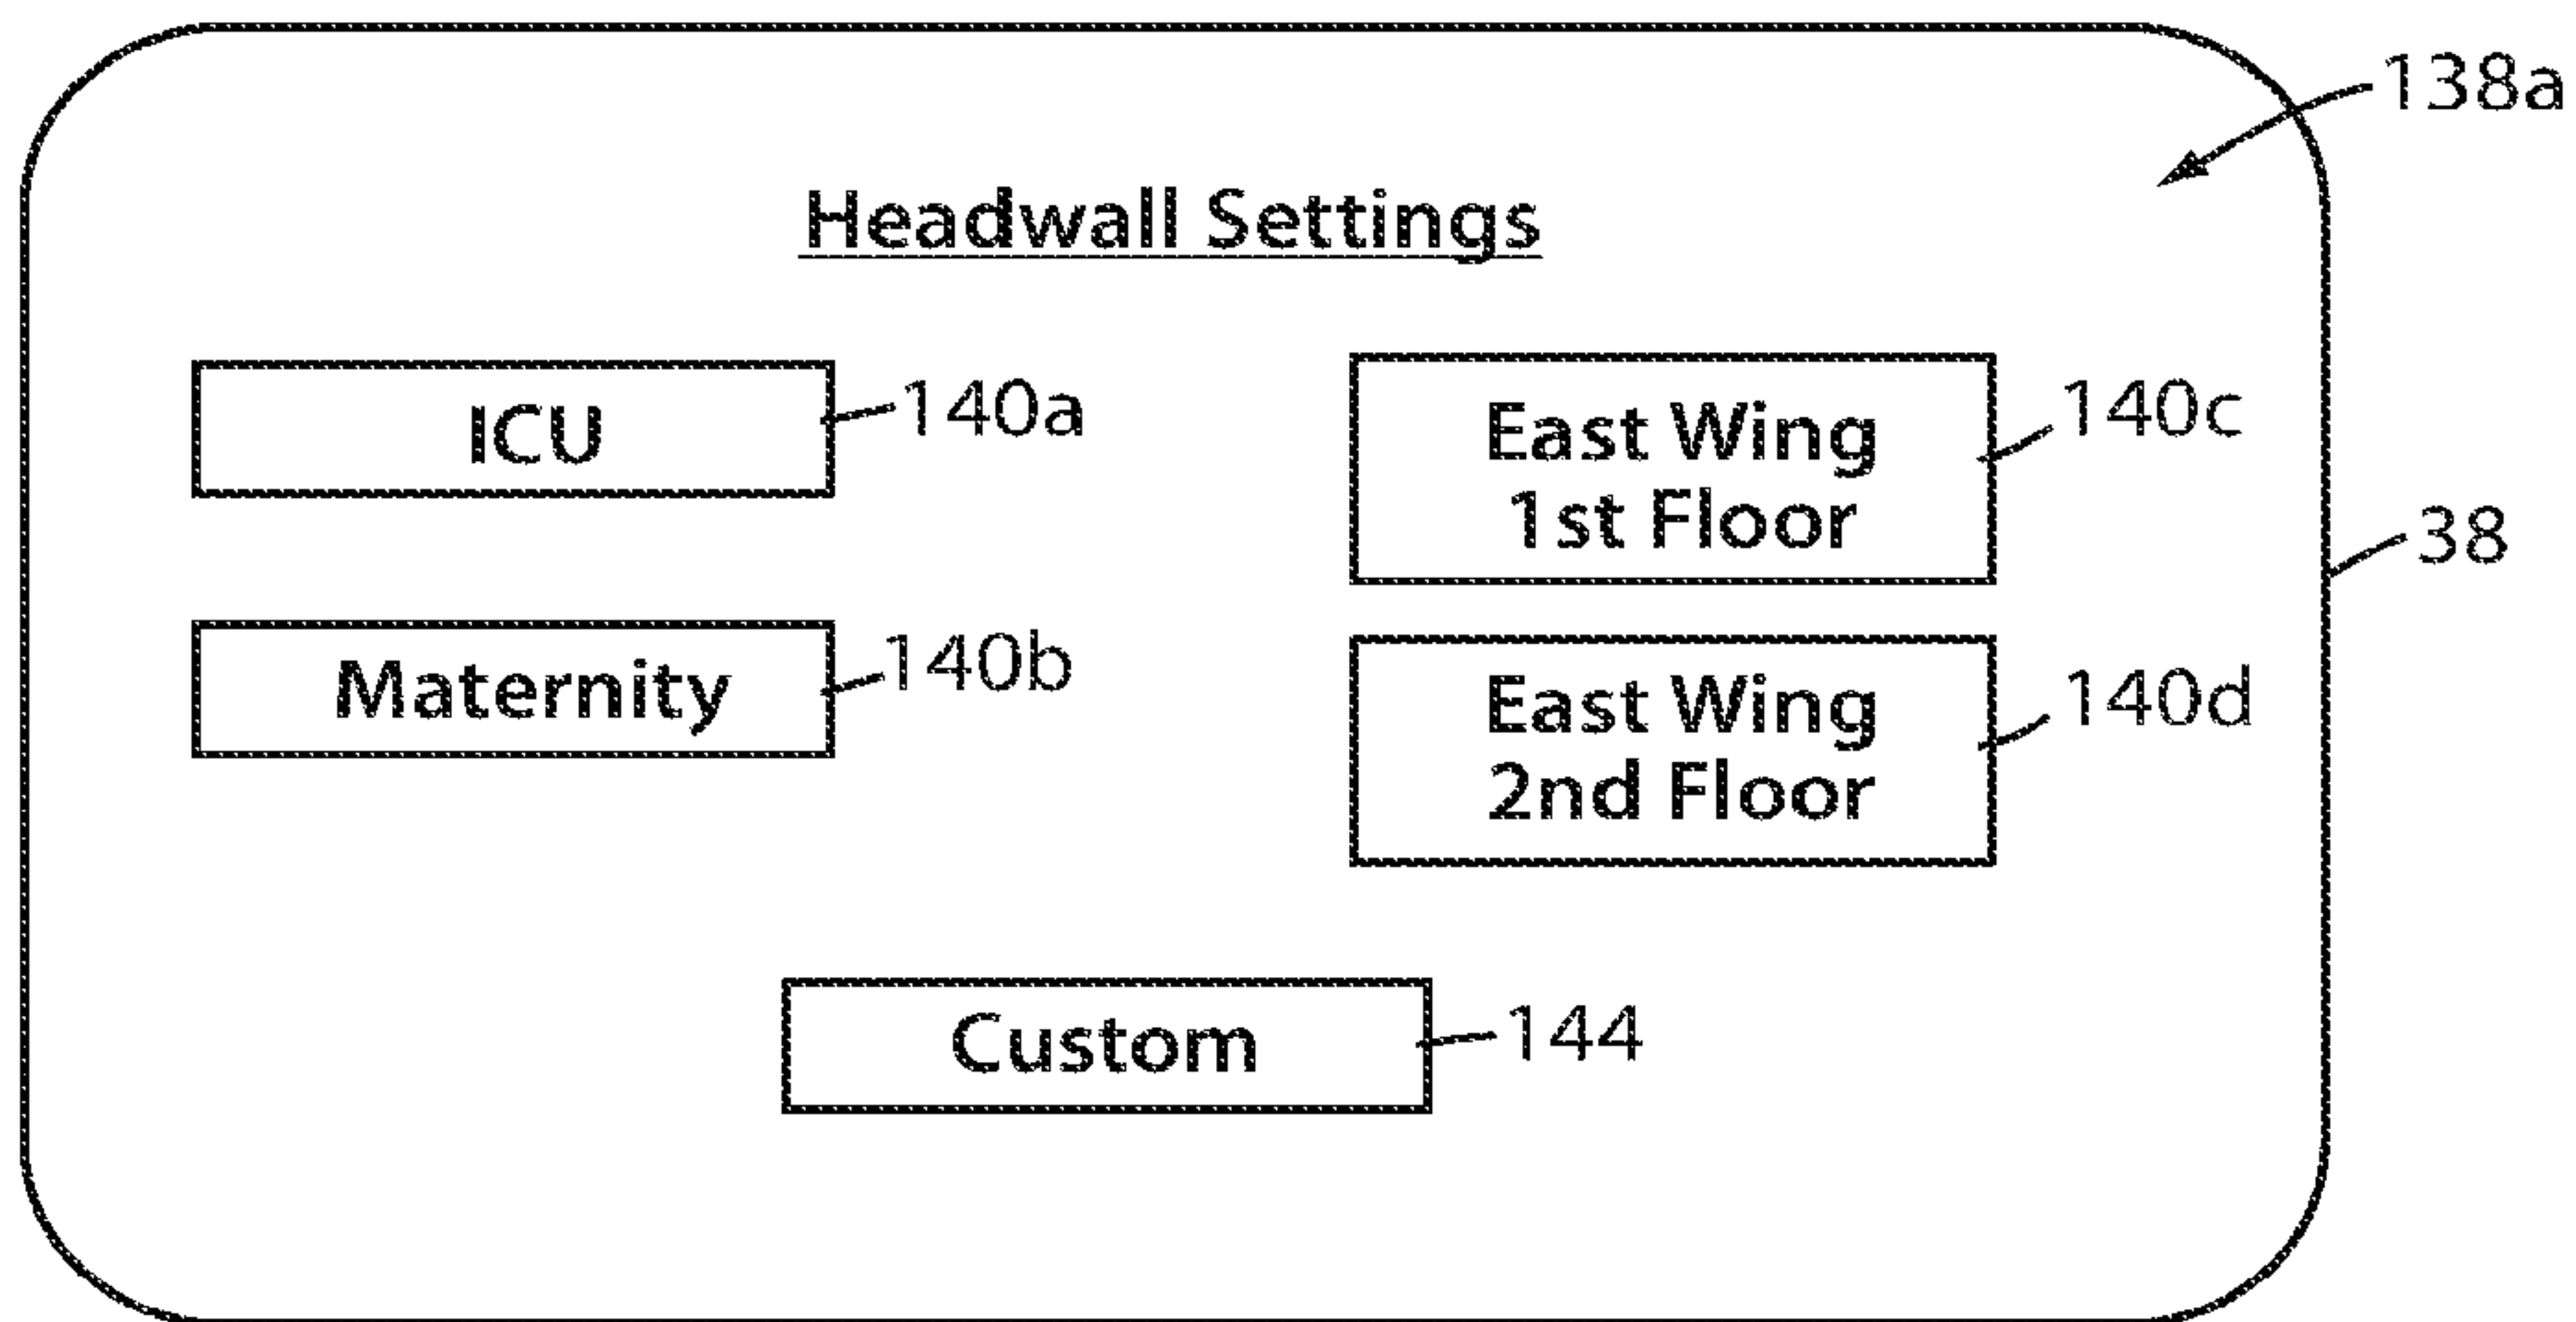 138a
Headwall Settings
ICU
140a
East Wing
1st Floor
140c
38
Maternity
140b
East Wing
2nd Floor
140d
Custom
144